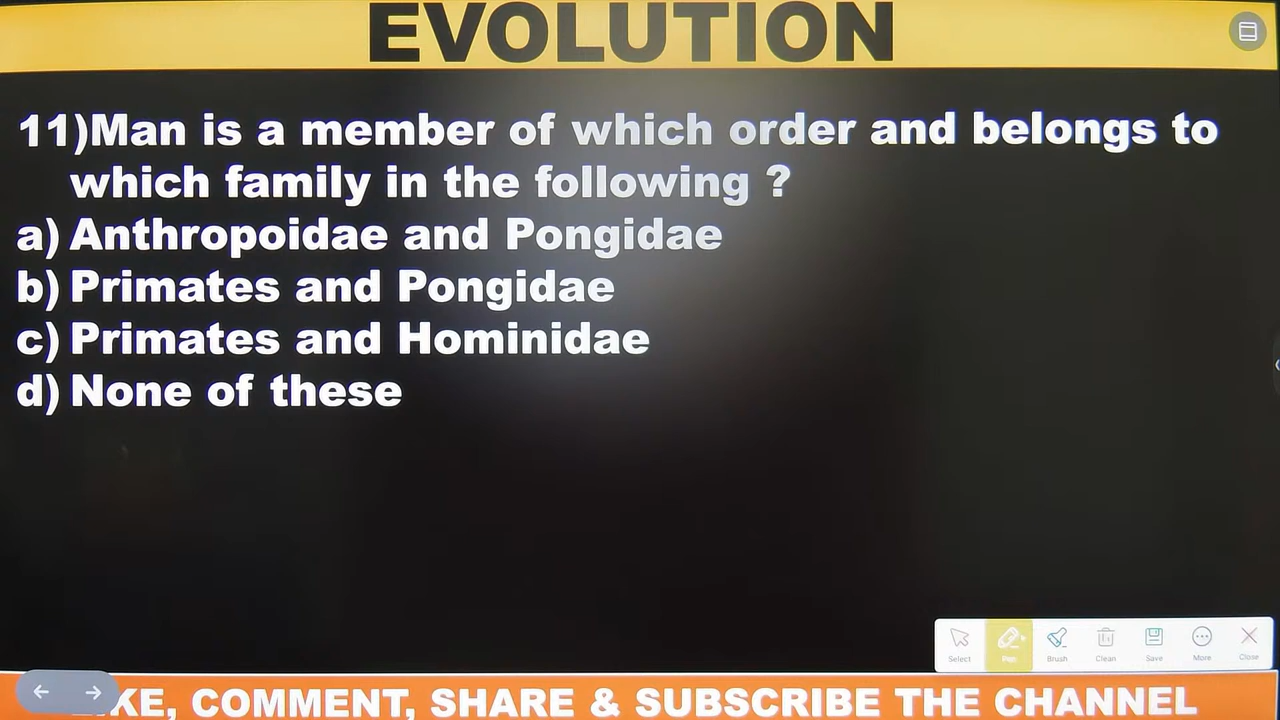 EVOLUTION
11)Man is a member of which order and belongs to
which family in the following ?
a) Anthropoidae and Pongidae
b) Primates and Pongidae
c) Primates and Hominidae
d) None of these
Select Pen Brush Clean Save More Close
KE, COMMENT, SHARE & SUBSCRIBE THE CHANNEL